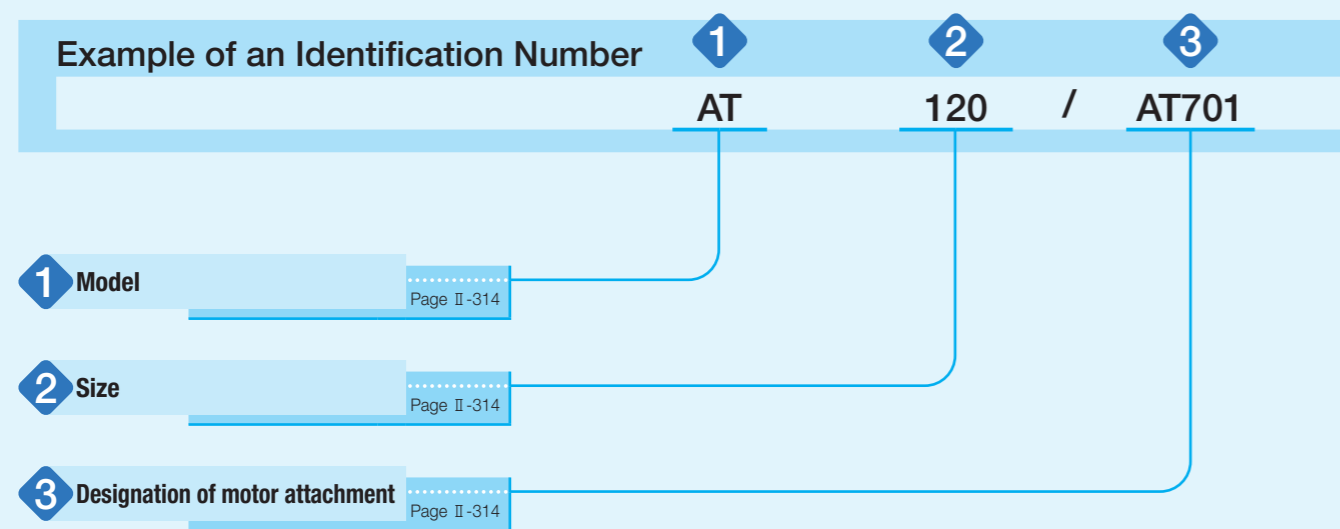 Example of an Identification Number
1 2 3
AT 120 / AT701
1 Model
Page Ⅱ-314
2 Size
Page Ⅱ-314
3 Designation of motor attachment
Page Ⅱ-314